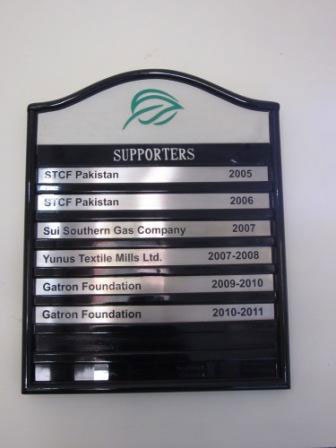 SUPPORTERS
STCF Pakistan 2005
STCF Pakistan 2006
Sui Southern Gas Company 2007
Yunus Textile Mills Ltd. 2007-2008
Gatron Foundation 2009-2010
Gatron Foundation 2010-2011